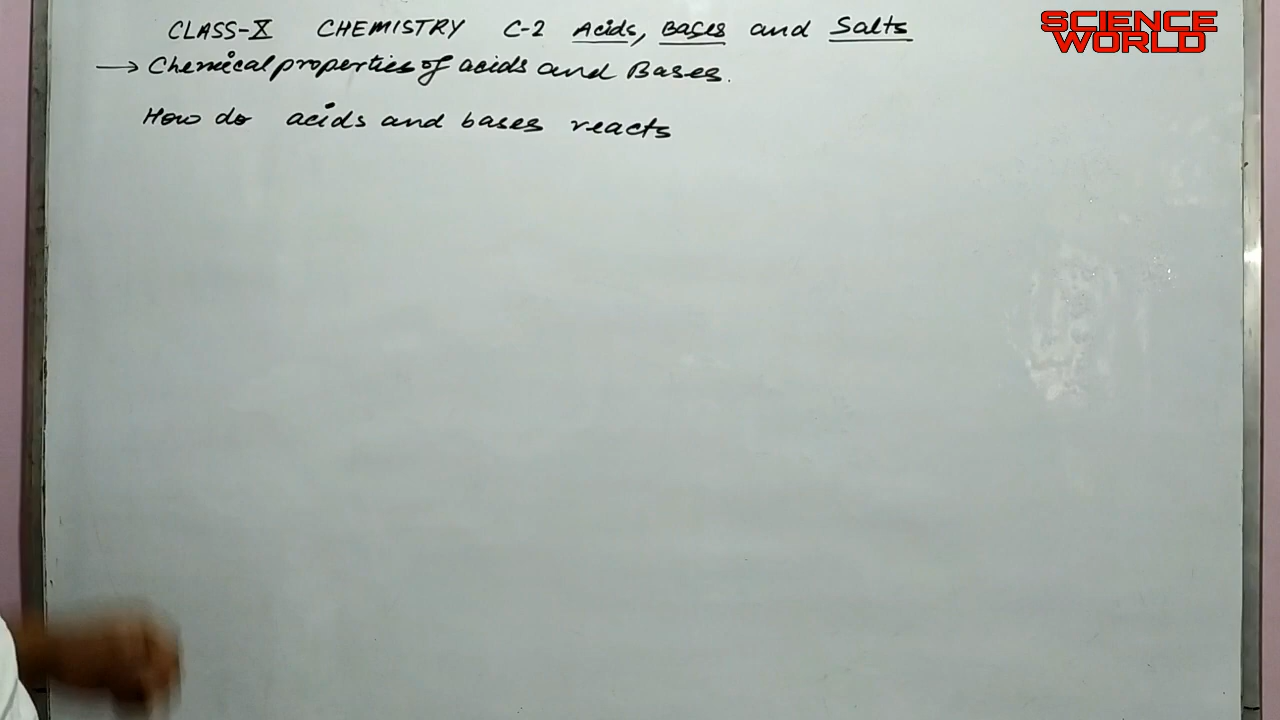 CLASS-X CHEMISTRY C-2 Acids, Bases and Salts
SCIENCE
WORLD
→ Chemical properties of acids and Bases.
How do acids and bases reacts